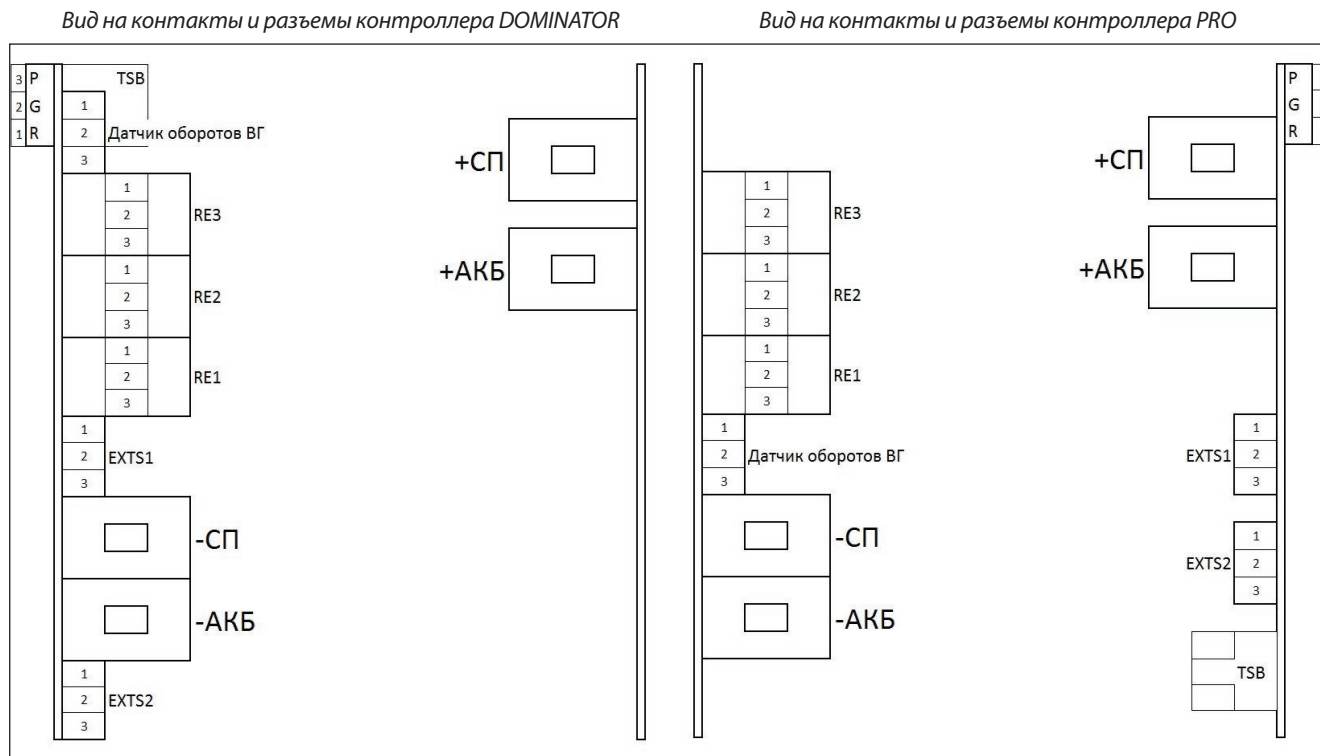 Вид на контакты и разъемы контроллера DOMINATOR
3 P TSB
2 G 1
1 R 2 Датчик оборотов ВГ
3
+СП
1
2 RE3
3
+АКБ
1
2 RE2
3
1
2 RE1
3
1
2 EXTS1
3
-СП
-АКБ
1
2 EXTS2
3
Вид на контакты и разъемы контроллера PRO
P
G
R
+СП
1
2 RE3
3
+АКБ
1
2 RE2
3
1
2 RE1
3
1
2 Датчик оборотов ВГ
3
1
EXTS1 2
3
-СП
1
EXTS2 2
3
-АКБ
TSB